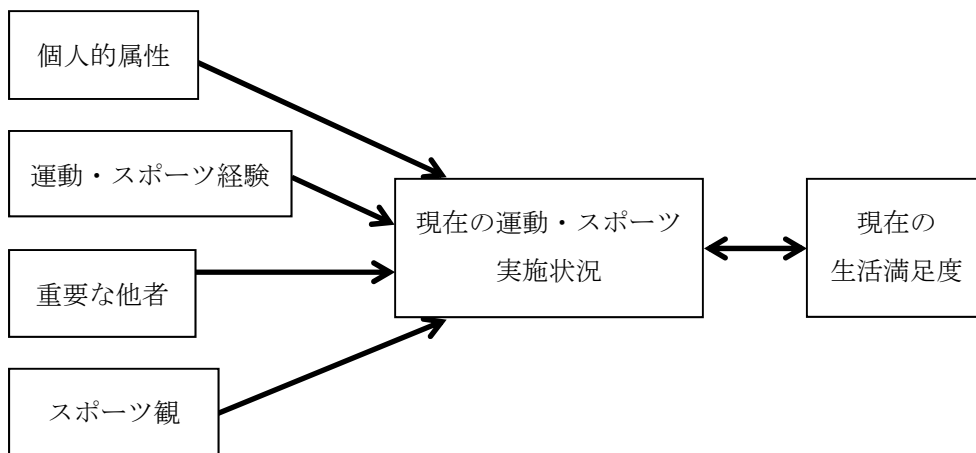 個人的属性
運動・スポーツ経験
重要な他者
スポーツ観
現在の運動・スポーツ
実施状況
現在の
生活満足度